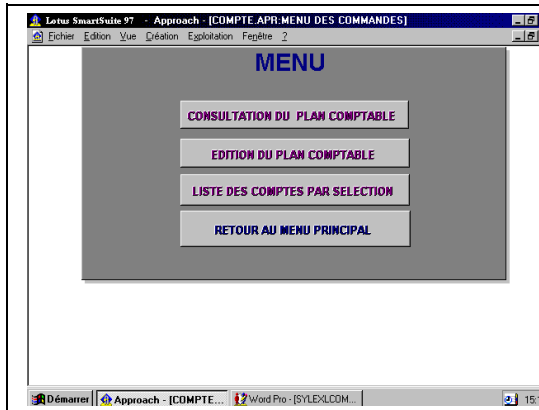 Lotus SmartSuite 97 - Approach - [COMPTE.APR:MENU DES COMMANDES]
Fichier Edition Vue Création Exploitation Fenêtre ?
MENU
CONSULTATION DU PLAN COMPTABLE
EDITION DU PLAN COMPTABLE
LISTE DES COMPTES PAR SELECTION
RETOUR AU MENU PRINCIPAL
Démarrer Approach - [COMPTE... Word Pro - [SYLEXLCOM... 15: